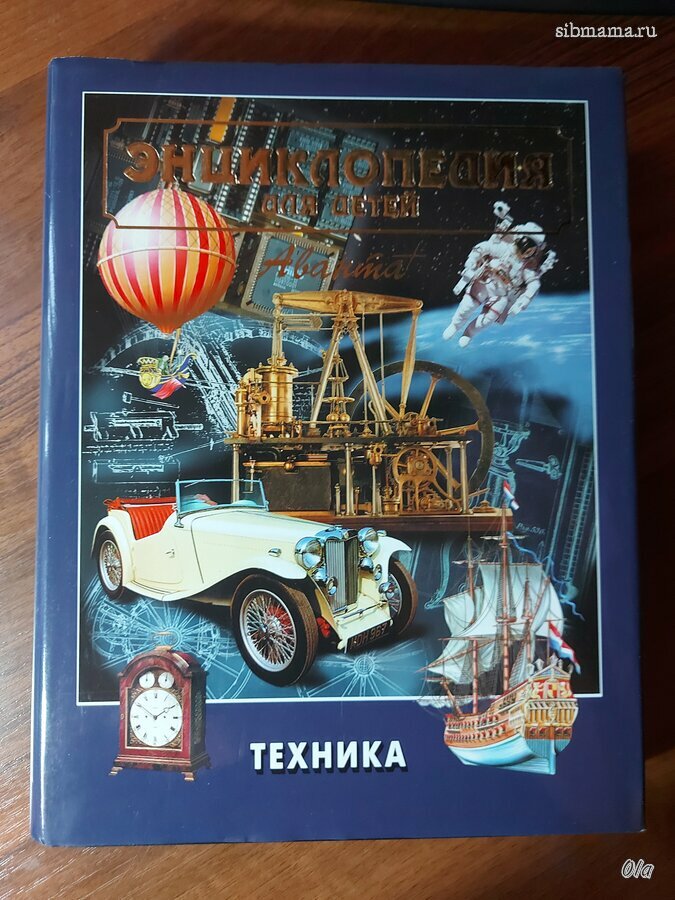 sibmama.ru
ЭНЦИКЛОПЕДИЯ
ДЛЯ ДЕТЕЙ
Аванта+
ТЕХНИКА
Ola